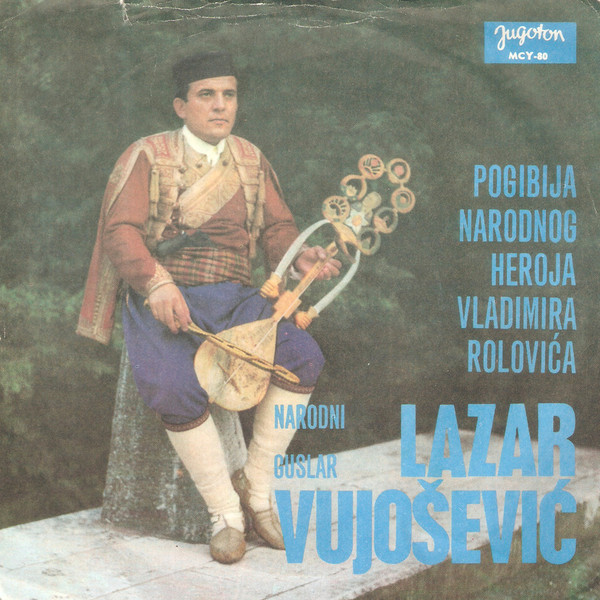 Jugoton
MCY-80
POGIBIJA
NARODNOG
HEROJA
VLADIMIRA
ROLOVIĆA
NARODNI
GUSLAR
LAZAR
VUJOŠEVIĆ